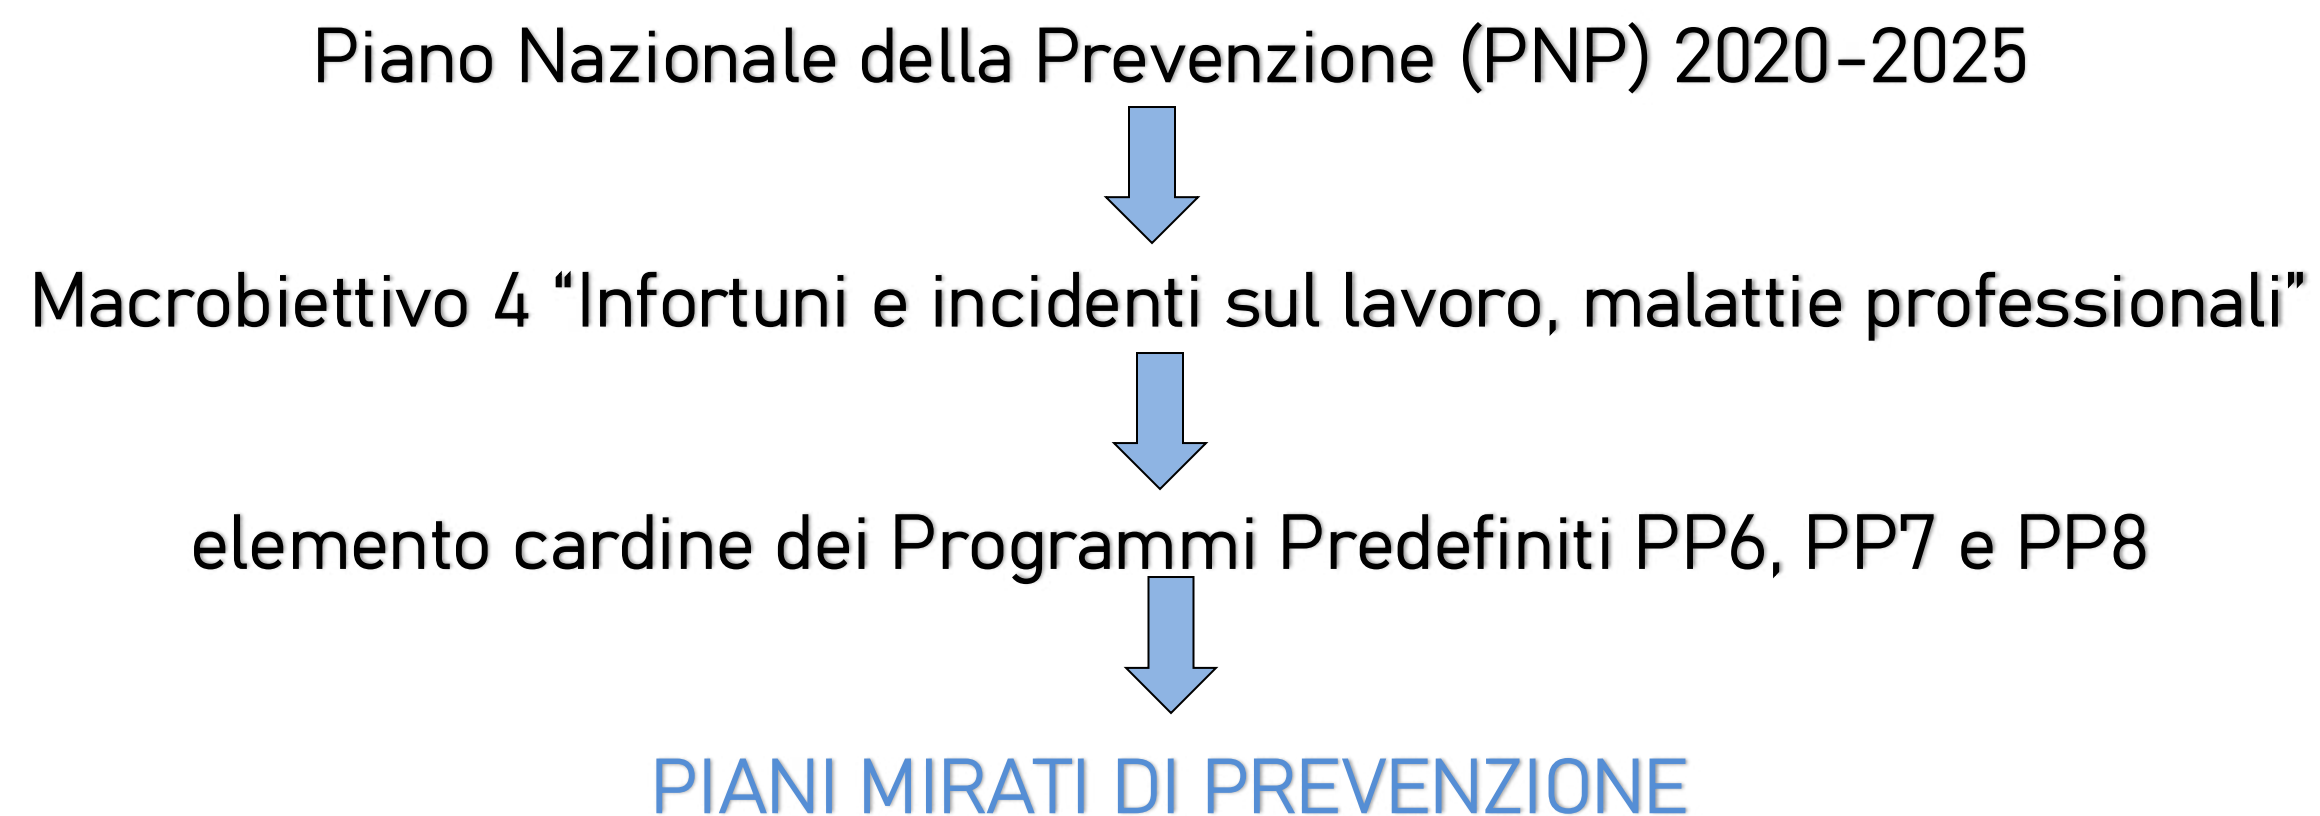 Piano Nazionale della Prevenzione (PNP) 2020-2025
Macrobiettivo 4 “Infortuni e incidenti sul lavoro, malattie professionali”
elemento cardine dei Programmi Predefiniti PP6, PP7 e PP8
PIANI MIRATI DI PREVENZIONE